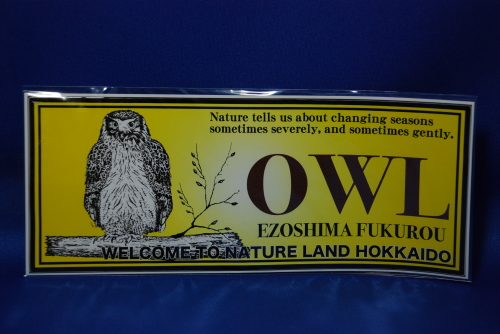 Nature tells us about changing seasons
sometimes severely, and sometimes gently.
OWL
EZOSHIMA FUKUROU
WELCOME TO NATURE LAND HOKKAIDO